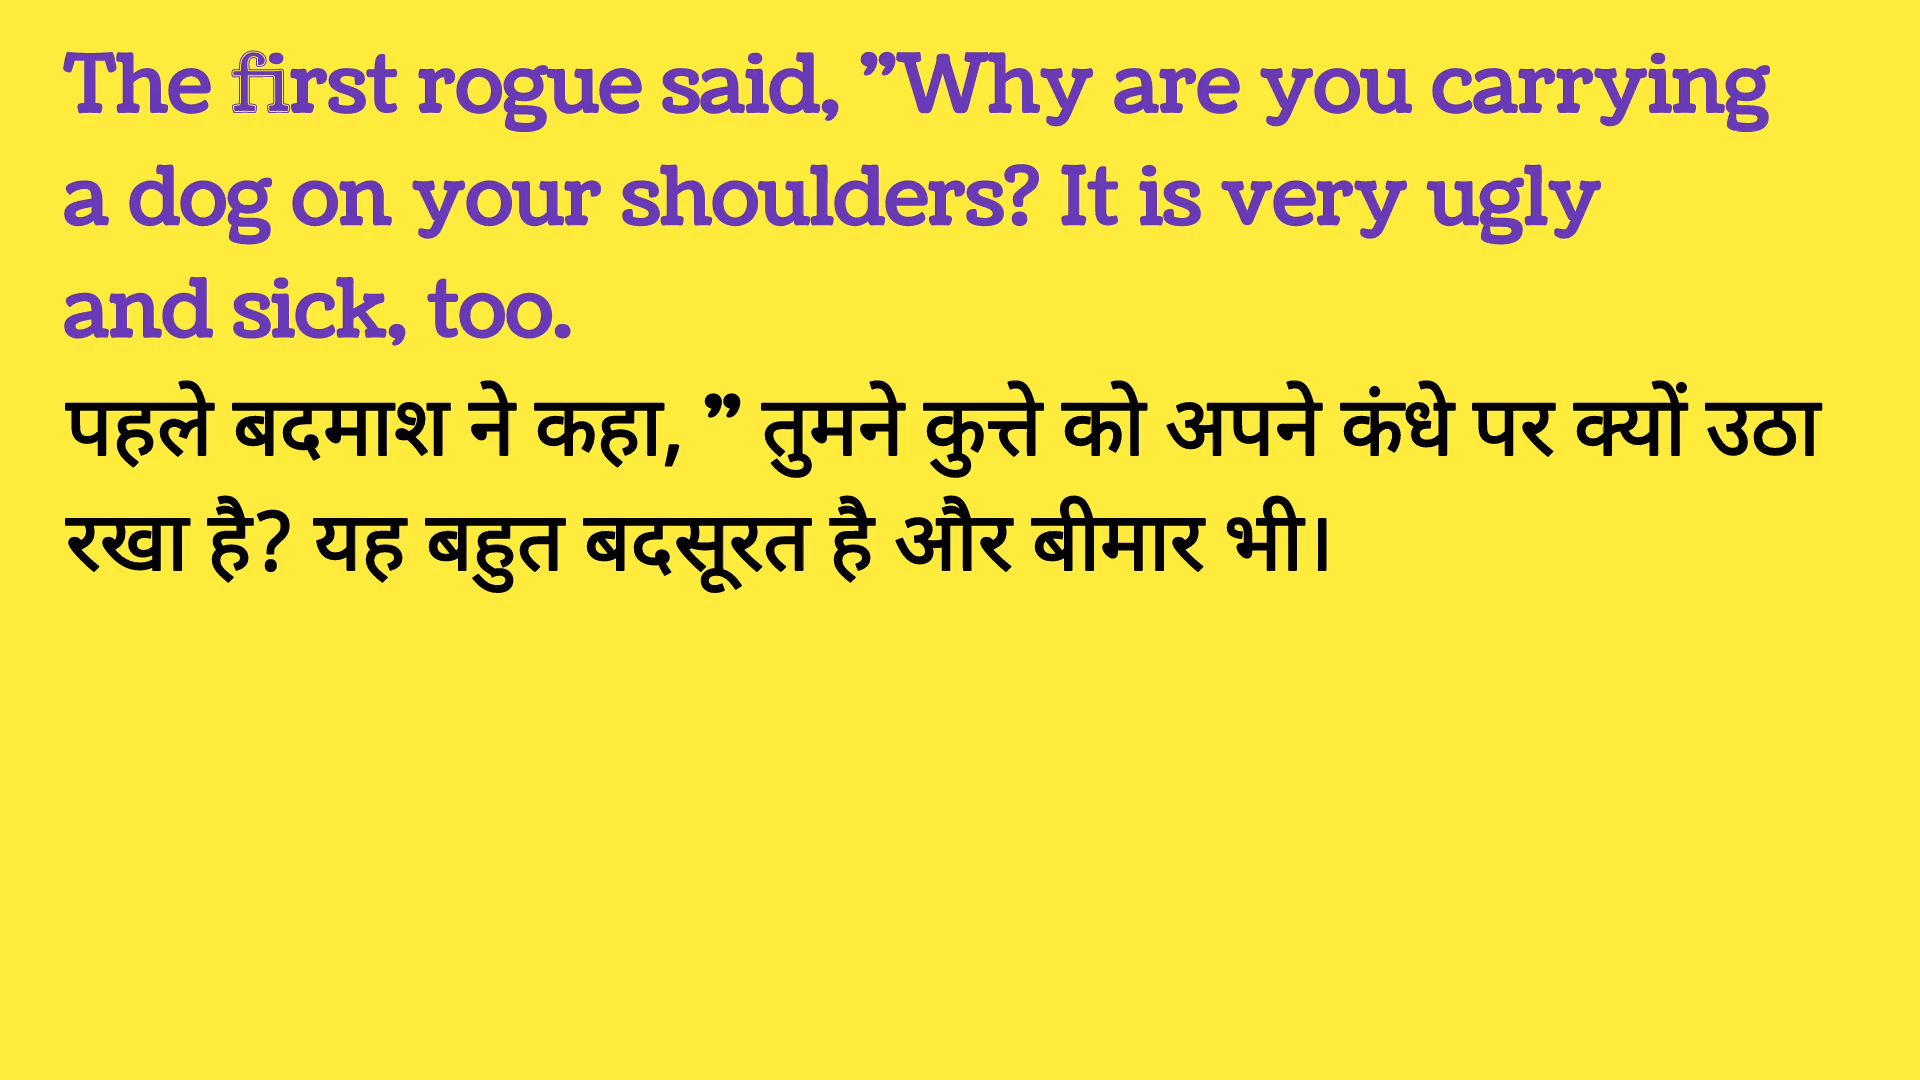 The first rogue said, ”Why are you carrying
a dog on your shoulders? It is very ugly
and sick, too.
पहले बदमाश ने कहा, ” तुमने कुत्ते को अपने कंधे पर क्यों उठा
रखा है? यह बहुत बदसूरत है और बीमार भी।